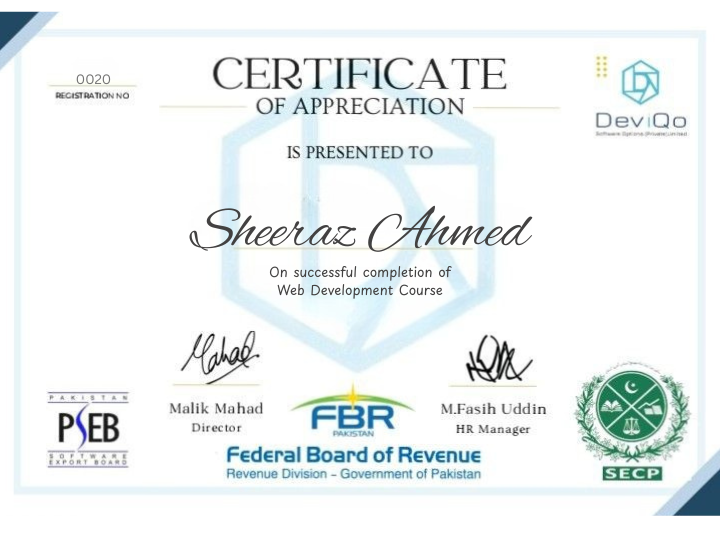 0020
REGISTRATION NO
CERTIFICATE
OF APPRECIATION
DeviQo
Software Options (Private) Limited
IS PRESENTED TO
Sheeraz Ahmed
On successful completion of
Web Development Course
Mahad
Malik Mahad
Director
M.Fasih Uddin
HR Manager
PAKISTAN
PSEB
SOFTWARE
EXPORT BOARD
FBR
PAKISTAN
Federal Board of Revenue
Revenue Division – Government of Pakistan
SECP